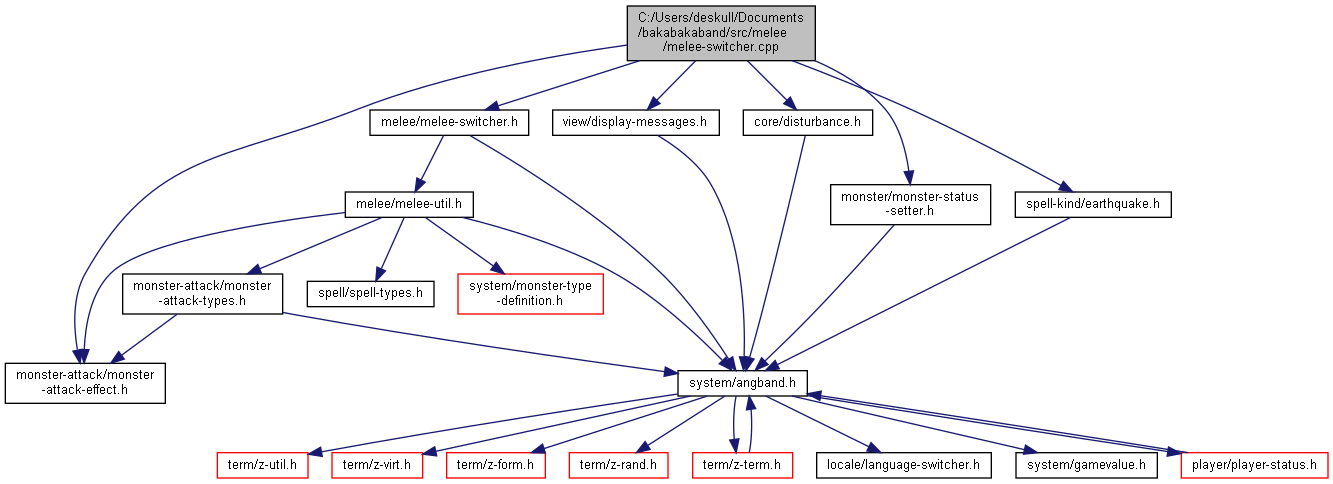 C:/Users/deskull/Documents
/bakabakaband/src/melee
/melee-switcher.cpp
melee/melee-switcher.h
view/display-messages.h
core/disturbance.h
melee/melee-util.h
monster/monster-status
-setter.h
spell-kind/earthquake.h
monster-attack/monster
-attack-types.h
spell/spell-types.h
system/monster-type
-definition.h
monster-attack/monster
-attack-effect.h
system/angband.h
term/z-util.h
term/z-virt.h
term/z-form.h
term/z-rand.h
term/z-term.h
locale/language-switcher.h
system/gamevalue.h
player/player-status.h